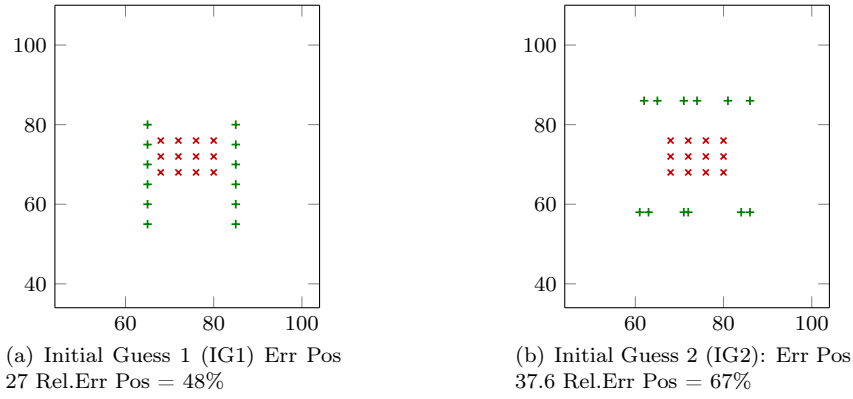 100
80
60
40
60 80 100
(a) Initial Guess 1 (IG1) Err Pos
27 Rel.Err Pos = 48%
100
80
60
40
60 80 100
(b) Initial Guess 2 (IG2): Err Pos
37.6 Rel.Err Pos = 67%